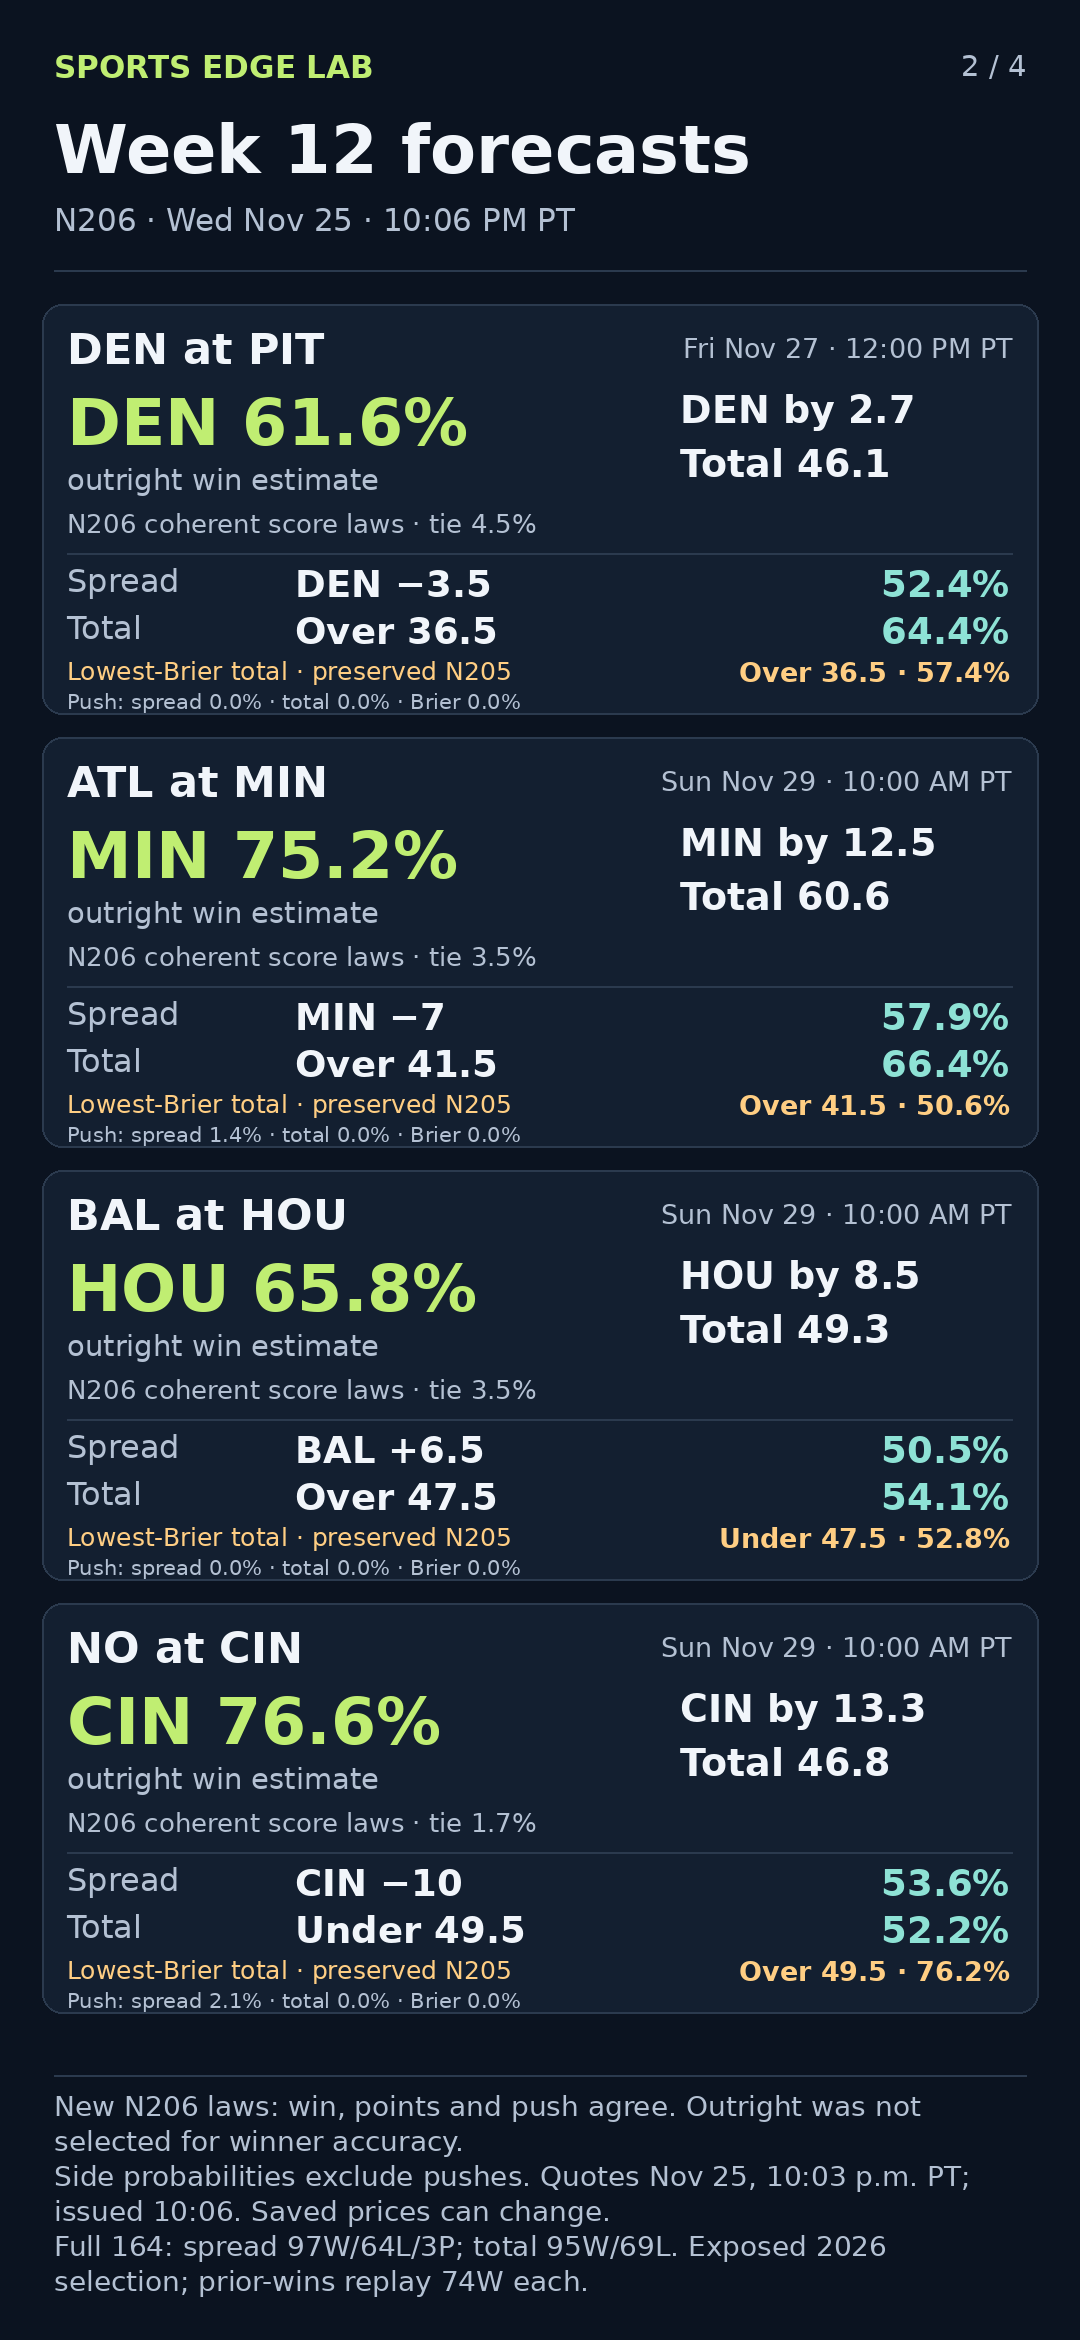 SPORTS EDGE LAB
2 / 4
Week 12 forecasts
N206 · Wed Nov 25 · 10:06 PM PT
DEN at PIT
Fri Nov 27 · 12:00 PM PT
DEN 61.6%
DEN by 2.7
Total 46.1
outright win estimate
N206 coherent score laws · tie 4.5%
Spread DEN −3.5 52.4%
Total Over 36.5 64.4%
Lowest-Brier total · preserved N205 Over 36.5 · 57.4%
Push: spread 0.0% · total 0.0% · Brier 0.0%
ATL at MIN
Sun Nov 29 · 10:00 AM PT
MIN 75.2%
MIN by 12.5
Total 60.6
outright win estimate
N206 coherent score laws · tie 3.5%
Spread MIN −7 57.9%
Total Over 41.5 66.4%
Lowest-Brier total · preserved N205 Over 41.5 · 50.6%
Push: spread 1.4% · total 0.0% · Brier 0.0%
BAL at HOU
Sun Nov 29 · 10:00 AM PT
HOU 65.8%
HOU by 8.5
Total 49.3
outright win estimate
N206 coherent score laws · tie 3.5%
Spread BAL +6.5 50.5%
Total Over 47.5 54.1%
Lowest-Brier total · preserved N205 Under 47.5 · 52.8%
Push: spread 0.0% · total 0.0% · Brier 0.0%
NO at CIN
Sun Nov 29 · 10:00 AM PT
CIN 76.6%
CIN by 13.3
Total 46.8
outright win estimate
N206 coherent score laws · tie 1.7%
Spread CIN −10 53.6%
Total Under 49.5 52.2%
Lowest-Brier total · preserved N205 Over 49.5 · 76.2%
Push: spread 2.1% · total 0.0% · Brier 0.0%
New N206 laws: win, points and push agree. Outright was not
selected for winner accuracy.
Side probabilities exclude pushes. Quotes Nov 25, 10:03 p.m. PT;
issued 10:06. Saved prices can change.
Full 164: spread 97W/64L/3P; total 95W/69L. Exposed 2026
selection; prior-wins replay 74W each.